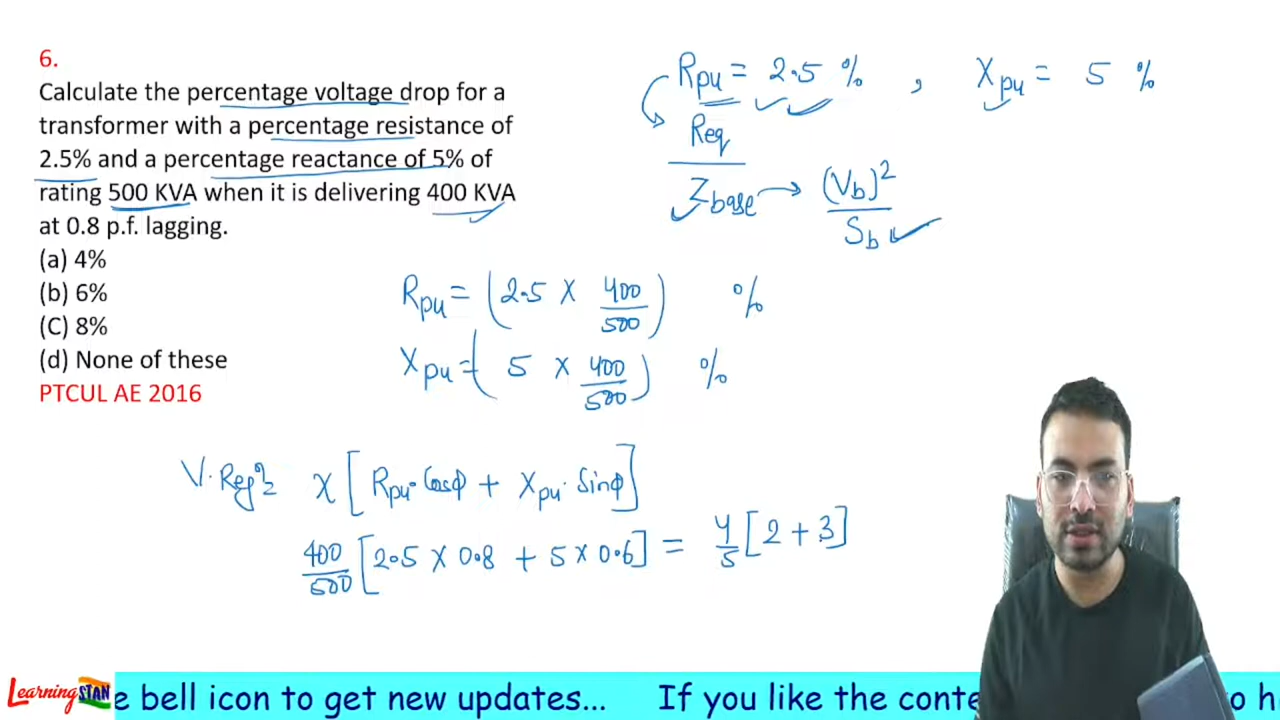 6.
Calculate the percentage voltage drop for a
transformer with a percentage resistance of
2.5% and a percentage reactance of 5% of
rating 500 KVA when it is delivering 400 KVA
at 0.8 p.f. lagging.
(a) 4%
(b) 6%
(C) 8%
(d) None of these
PTCUL AE 2016
Rpu = 2.5 % , Xpu = 5 %
Req
Zbase → (Vb)²
Sb
Rpu = (2.5 × 400/500) %
Xpu = (5 × 400/500) %
V.Regⁿ x [Rpu·Cosφ + Xpu·Sinφ]
400/500 [2.5 × 0.8 + 5 × 0.6] = 4/5 [2 + 3]
Learning STAN
e bell icon to get new updates... If you like the conte o h